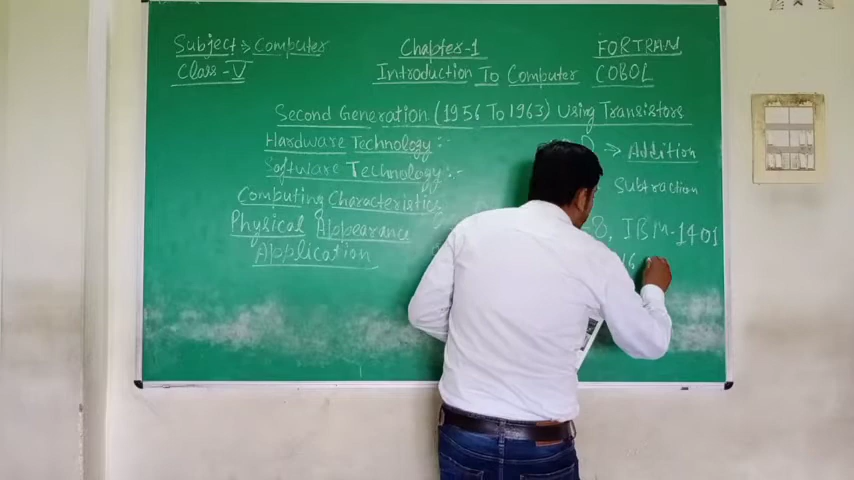 Subject → Computer
Chapter-1
FORTRAN
Class - V
Introduction To Computer
COBOL
Second Generation (1956 To 1963) Using Transistors
Hardware Technology :-
→ Addition
Software Technology :-
Subtraction
Computing Characteristics
Physical Appearance
8, IBM-1401
Application